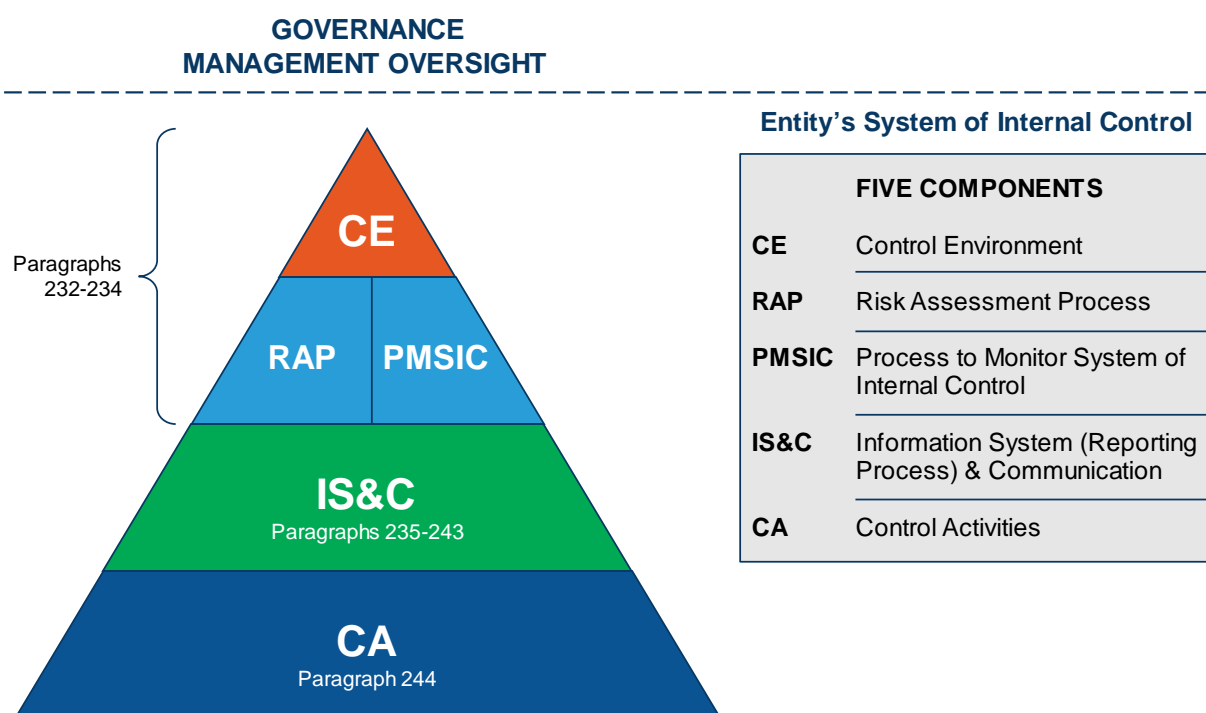 GOVERNANCE
MANAGEMENT OVERSIGHT
Entity’s System of Internal Control
CE
Paragraphs
232-234
RAP
PMSIC
IS&C
Paragraphs 235-243
CA
Paragraph 244
FIVE COMPONENTS
CE Control Environment
RAP Risk Assessment Process
PMSIC Process to Monitor System of
Internal Control
IS&C Information System (Reporting
Process) & Communication
CA Control Activities